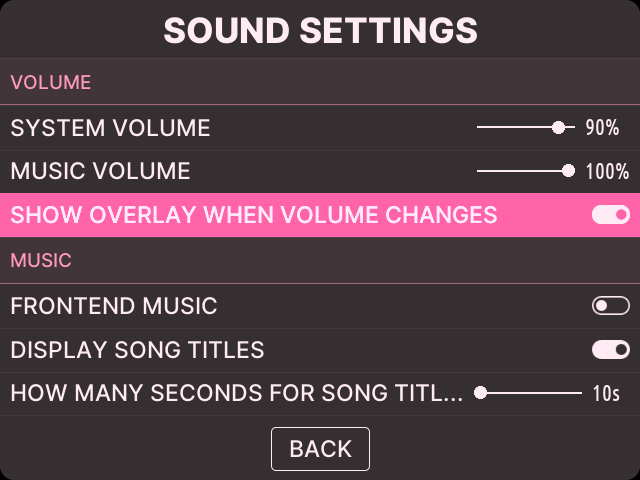 SOUND SETTINGS
VOLUME
SYSTEM VOLUME 90%
MUSIC VOLUME 100%
SHOW OVERLAY WHEN VOLUME CHANGES
MUSIC
FRONTEND MUSIC
DISPLAY SONG TITLES
HOW MANY SECONDS FOR SONG TITL... 10s
BACK